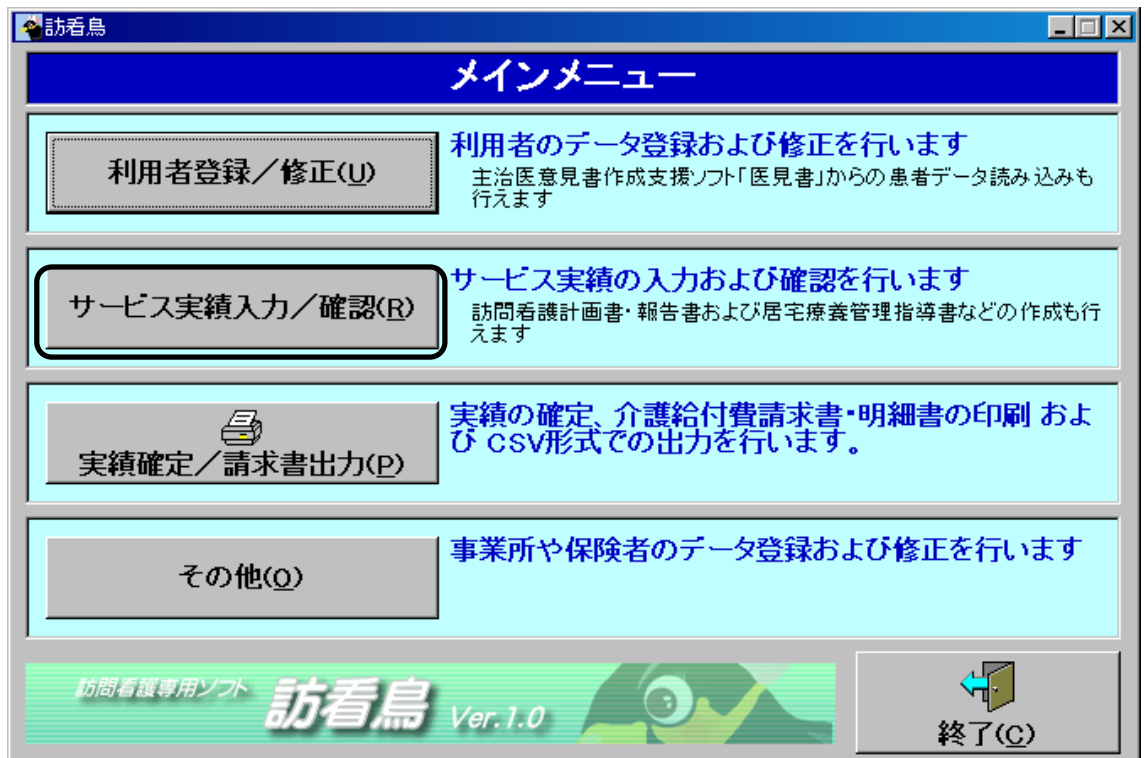 訪看鳥
メインメニュー
利用者登録／修正(U)
利用者のデータ登録および修正を行います
主治医意見書作成支援ソフト「医見書」からの患者データ読み込みも
行えます
サービス実績入力／確認(R)
サービス実績の入力および確認を行います
訪問看護計画書・報告書および居宅療養管理指導書などの作成も行
えます
実績確定／請求書出力(P)
実績の確定、介護給付費請求書・明細書の印刷 およ
び CSV形式での出力を行います。
その他(O)
事業所や保険者のデータ登録および修正を行います
訪問看護専用ソフト 訪看鳥 Ver.1.0
終了(C)